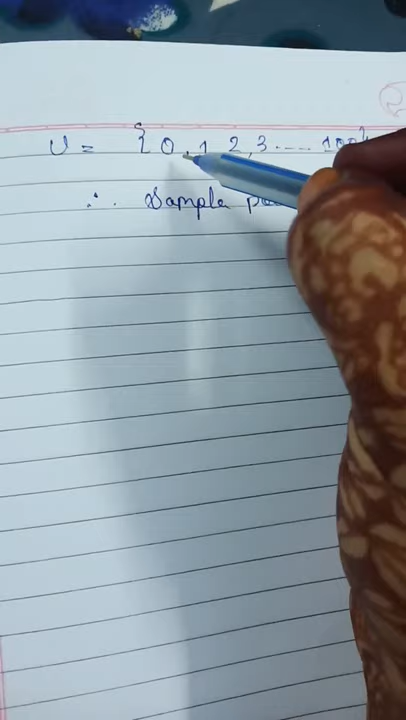 U = { 0, 1 2, 3 .... 100}
∴ Sample